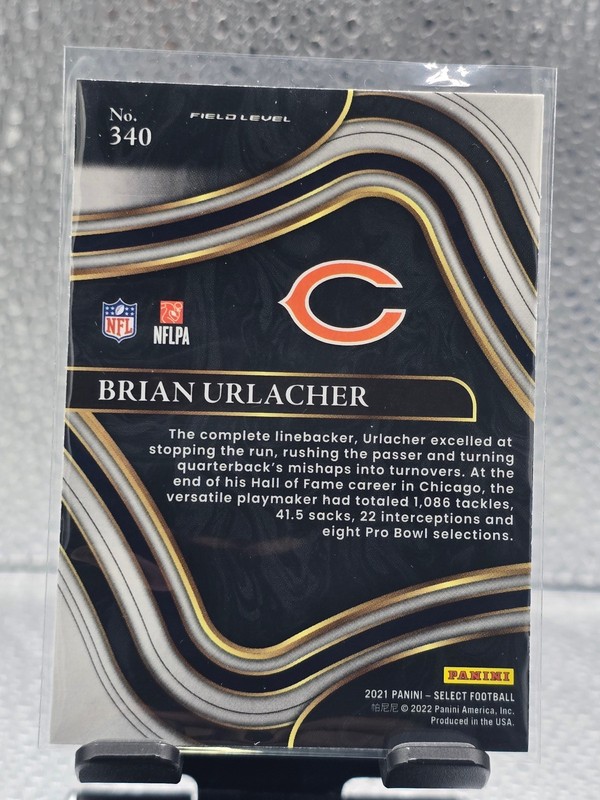 No.
340
FIELD LEVEL
NFL
NFLPA
BRIAN URLACHER
The complete linebacker, Urlacher excelled at
stopping the run, rushing the passer and turning
quarterback's mishaps into turnovers. At the
end of his Hall of Fame career in Chicago, the
versatile playmaker had totaled 1,086 tackles,
41.5 sacks, 22 interceptions and
eight Pro Bowl selections.
PANINI
2021 PANINI – SELECT FOOTBALL
帕尼尼 © 2022 Panini America, Inc.
Produced in the USA.